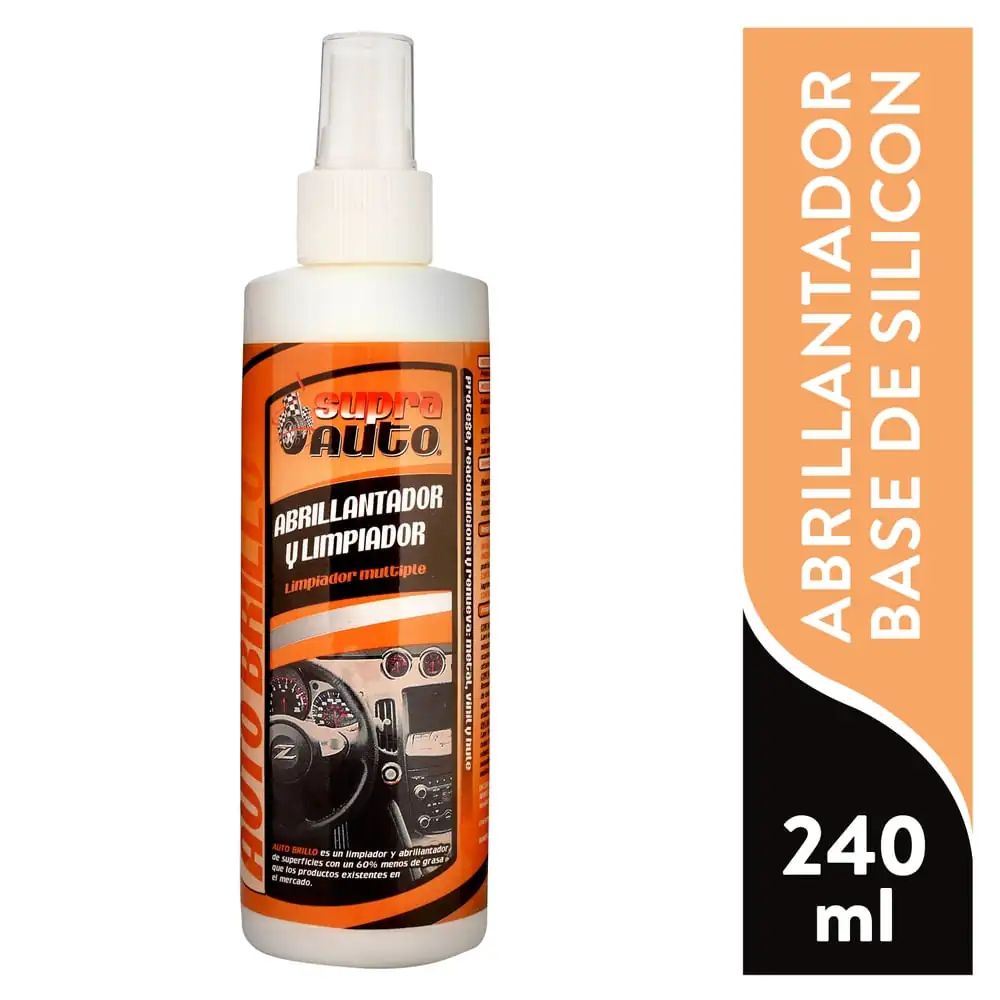 supra
AUTO®
ABRILLANTADOR
Y LIMPIADOR
Limpiador multiple
AUTO BRILLO
Protege, reacondiciona y renueva: metal, vinil y hule
Z
AUTO BRILLO es un limpiador y abrillantador
de superficies con un 60% menos de grasa
que los productos existentes en
el mercado.
ABRILLANTADOR
BASE DE SILICON
240
ml